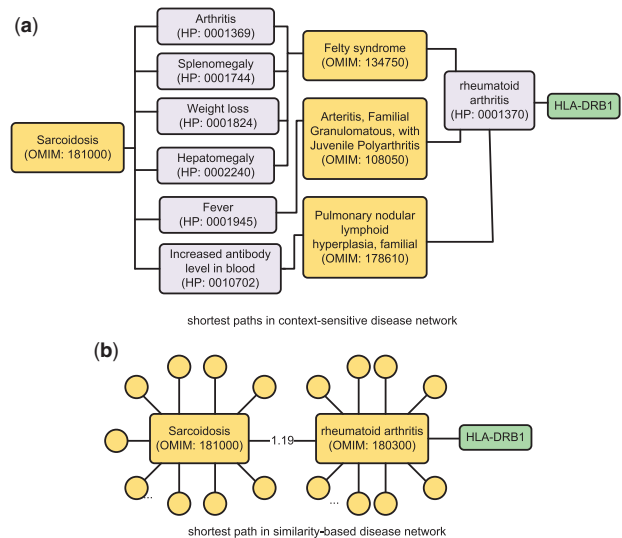 (a)
Arthritis
(HP: 0001369)
Splenomegaly
(HP: 0001744)
Weight loss
(HP: 0001824)
Hepatomegaly
(HP: 0002240)
Fever
(HP: 0001945)
Increased antibody
level in blood
(HP: 0010702)
Sarcoidosis
(OMIM: 181000)
Felty syndrome
(OMIM: 134750)
Arteritis, Familial
Granulomatous, with
Juvenile Polyarthritis
(OMIM: 108050)
Pulmonary nodular
lymphoid
hyperplasia, familial
(OMIM: 178610)
rheumatoid
arthritis
(HP: 0001370)
HLA-DRB1
shortest paths in context-sensitive disease network
(b)
Sarcoidosis
(OMIM: 181000)
1.19
rheumatoid arthritis
(OMIM: 180300)
HLA-DRB1
...
...
shortest path in similarity-based disease network